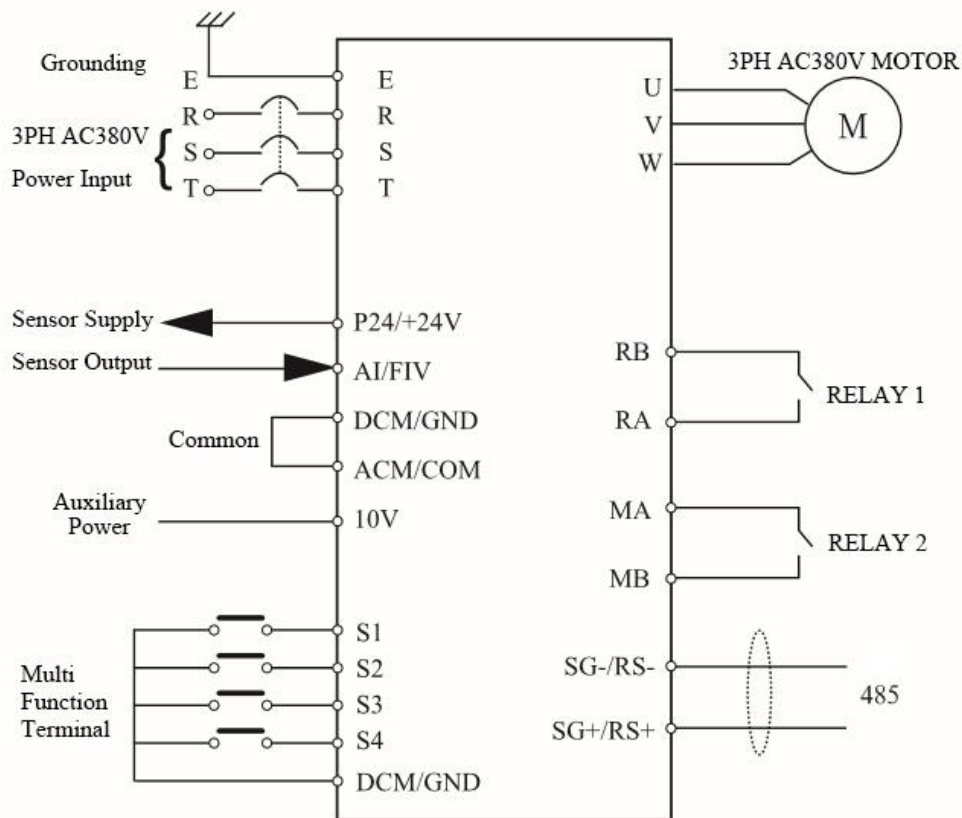 Grounding
E
R
3PH AC380V
S
Power Input
T
E
R
S
T
3PH AC380V MOTOR
U
V
W
M
Sensor Supply
P24/+24V
Sensor Output
AI/FIV
DCM/GND
Common
ACM/COM
Auxiliary
Power
10V
RB
RELAY 1
RA
MA
RELAY 2
MB
S1
S2
S3
S4
Multi
Function
Terminal
DCM/GND
SG-/RS-
485
SG+/RS+